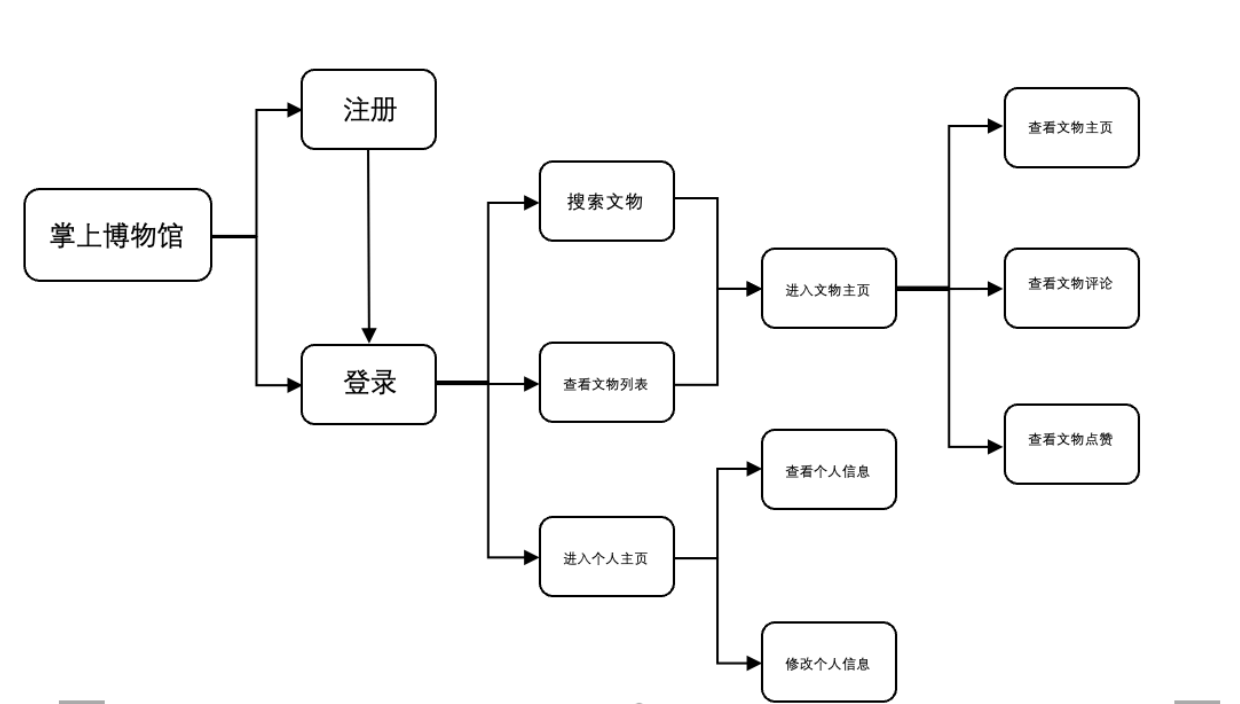 掌上博物馆
注册
登录
搜索文物
查看文物列表
进入个人主页
进入文物主页
查看个人信息
修改个人信息
查看文物主页
查看文物评论
查看文物点赞